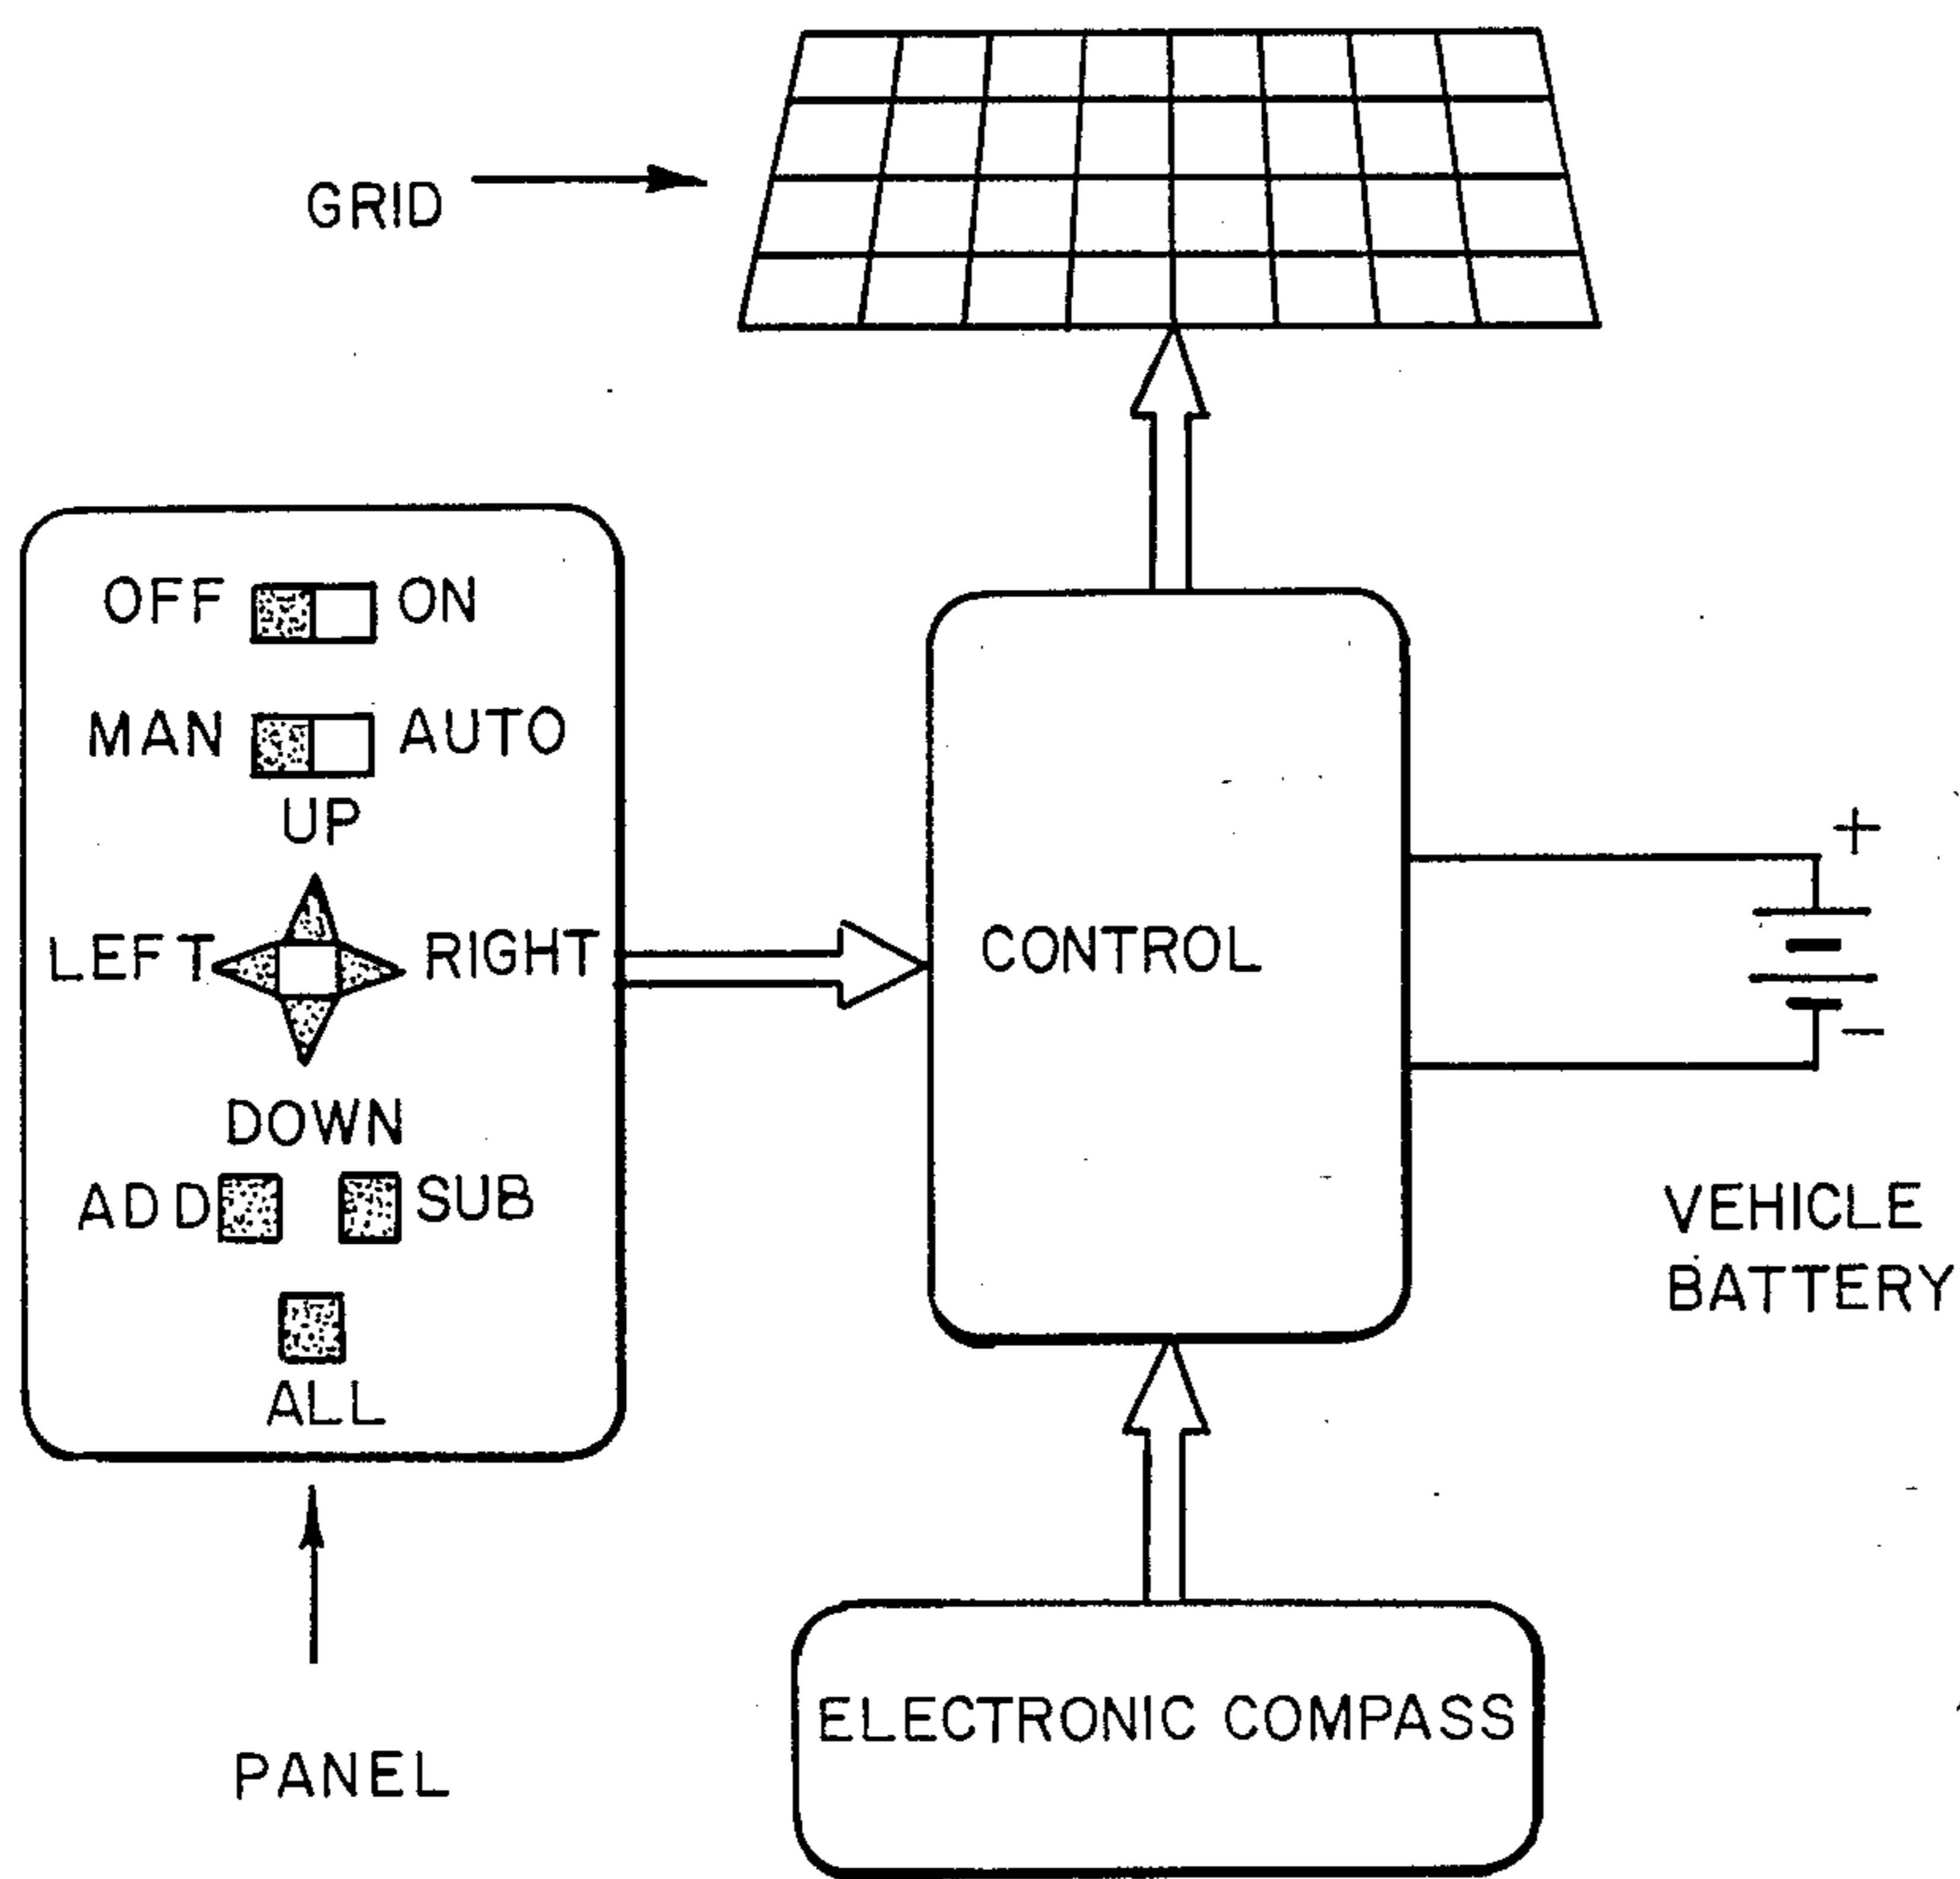 GRID
OFF ON
MAN AUTO
UP
LEFT RIGHT
DOWN
ADD SUB
ALL
PANEL
CONTROL
+
−
VEHICLE
BATTERY
ELECTRONIC COMPASS